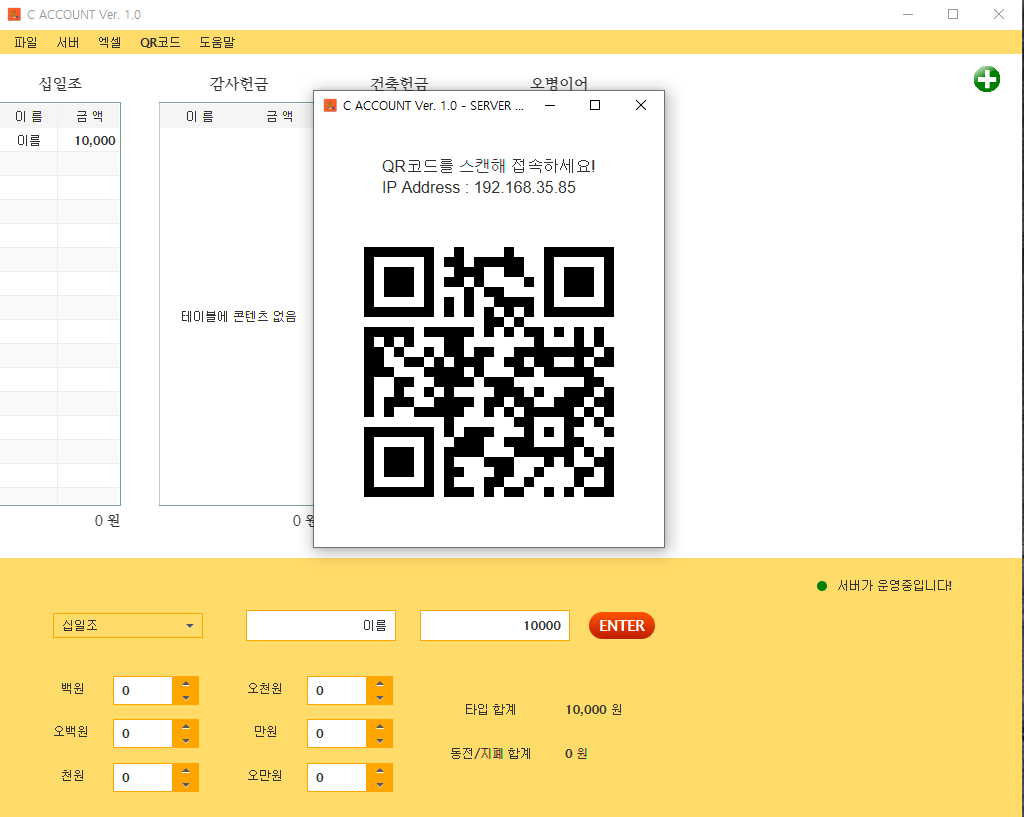 C ACCOUNT Ver. 1.0
파일 서버 엑셀 QR코드 도움말
십일조 감사헌금 건축헌금 오병이어
C ACCOUNT Ver. 1.0 - SERVER ...
이 름 금 액 이 름 금 액
이름 10,000
QR코드를 스캔해 접속하세요!
IP Address : 192.168.35.85
테이블에 콘텐츠 없음
0 원 0 원
서버가 운영중입니다!
십일조 이름 10000 ENTER
백원 0 오천원 0
타입 합계 10,000 원
오백원 0 만원 0
동전/지폐 합계 0 원
천원 0 오만원 0